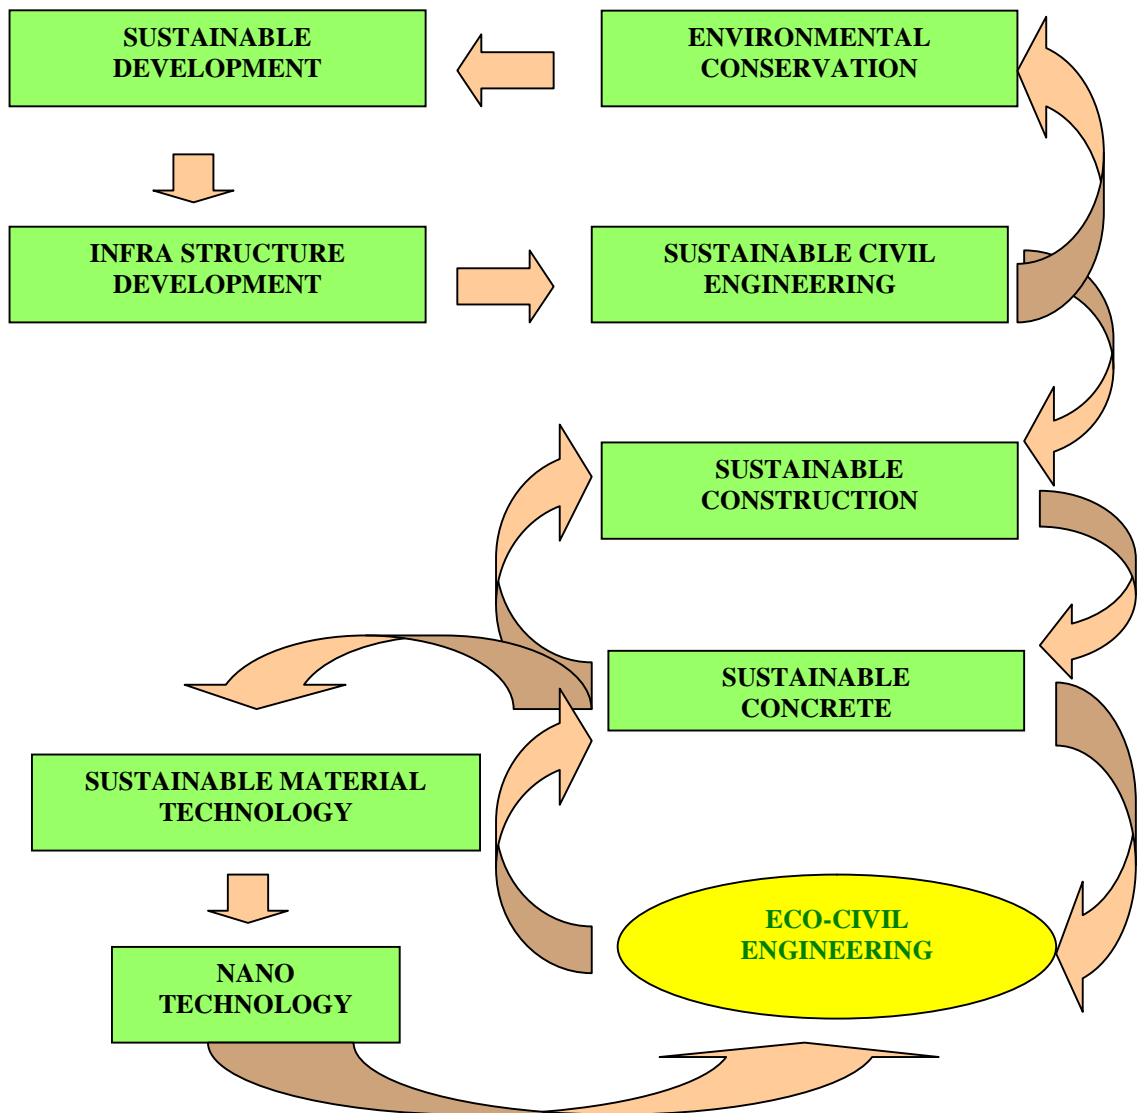 SUSTAINABLE
DEVELOPMENT
ENVIRONMENTAL
CONSERVATION
INFRA STRUCTURE
DEVELOPMENT
SUSTAINABLE CIVIL
ENGINEERING
SUSTAINABLE
CONSTRUCTION
SUSTAINABLE
CONCRETE
SUSTAINABLE MATERIAL
TECHNOLOGY
ECO-CIVIL
ENGINEERING
NANO
TECHNOLOGY